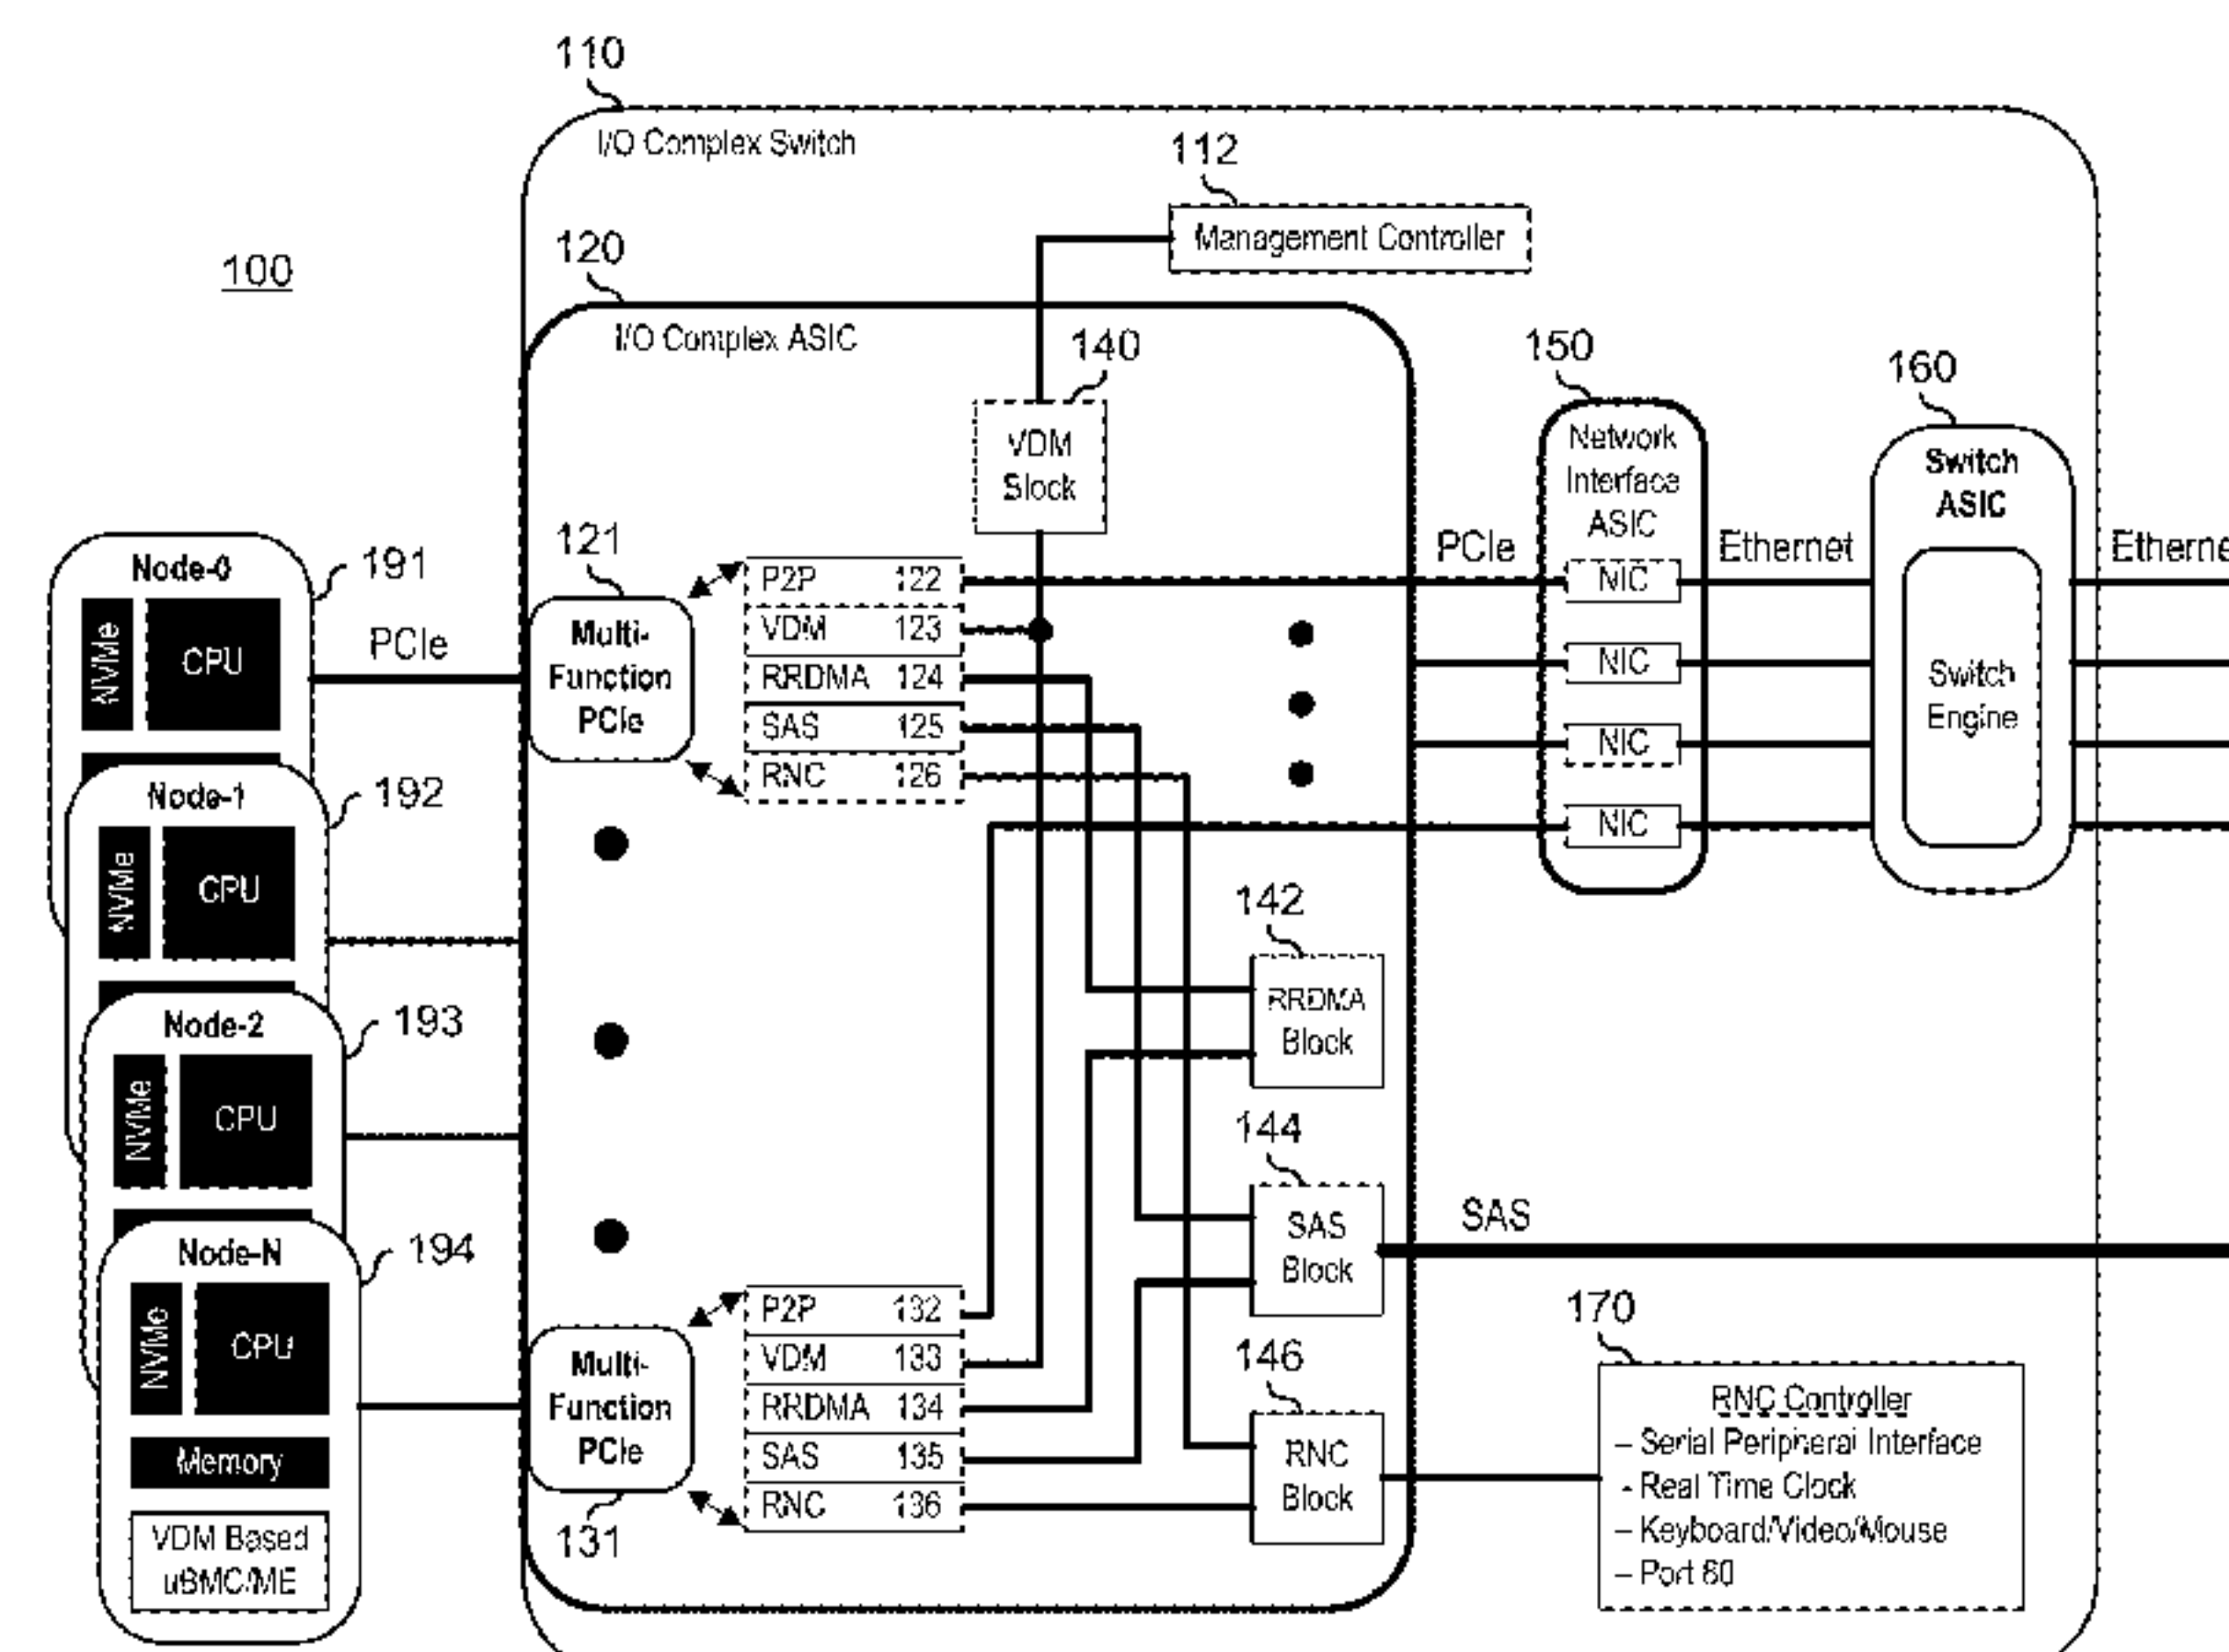 110
I/O Complex Switch
112
Management Controller
100
120
I/O Complex ASIC
140
VDM
Block
150
Network
Interface
ASIC
160
Switch
ASIC
Switch
Engine
PCIe
Ethernet
Etherne
NIC
NIC
NIC
NIC
Node-0
191
NVMe
CPU
PCIe
121
Multi-
Function
PCIe
P2P 122
VDM 123
RRDMA 124
SAS 125
RNC 126
Node-1
192
NVMe
CPU
Node-2
193
NVMe
CPU
142
RRDMA
Block
144
SAS
Block
SAS
Node-N
194
NVMe
CPU
Memory
VDM Based
uBMC/ME
Multi-
Function
PCIe
131
P2P 132
VDM 133
RRDMA 134
SAS 135
RNC 136
146
RNC
Block
170
RNC Controller
– Serial Peripheral Interface
- Real Time Clock
– Keyboard/Video/Mouse
– Port 80